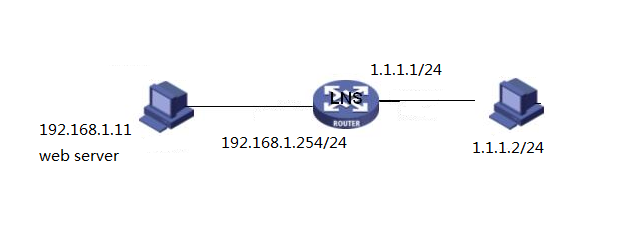 1.1.1.1/24
LNS
ROUTER
192.168.1.11
web server
192.168.1.254/24
1.1.1.2/24